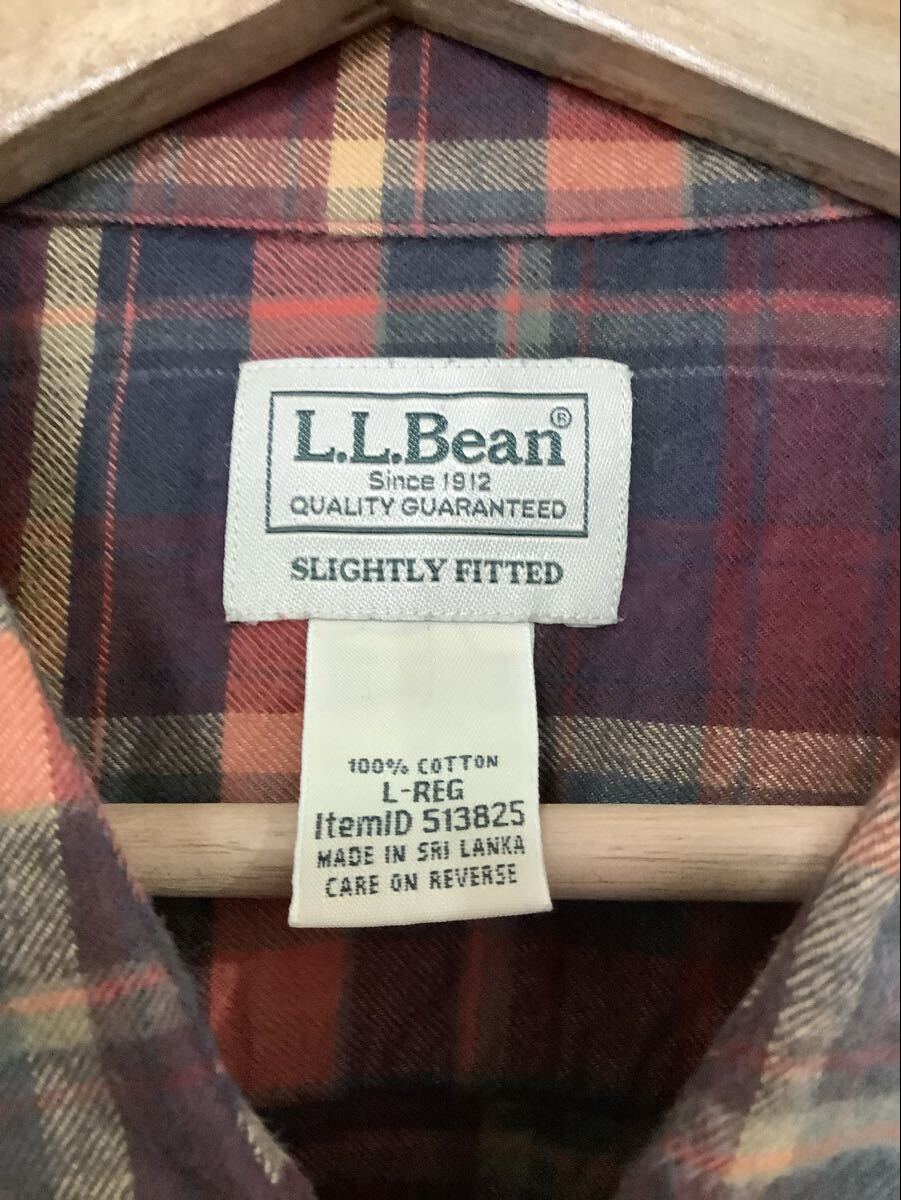 L.L.Bean®
Since 1912
QUALITY GUARANTEED
SLIGHTLY FITTED
100% COTTON
L-REG
ItemID 513825
MADE IN SRI LANKA
CARE ON REVERSE